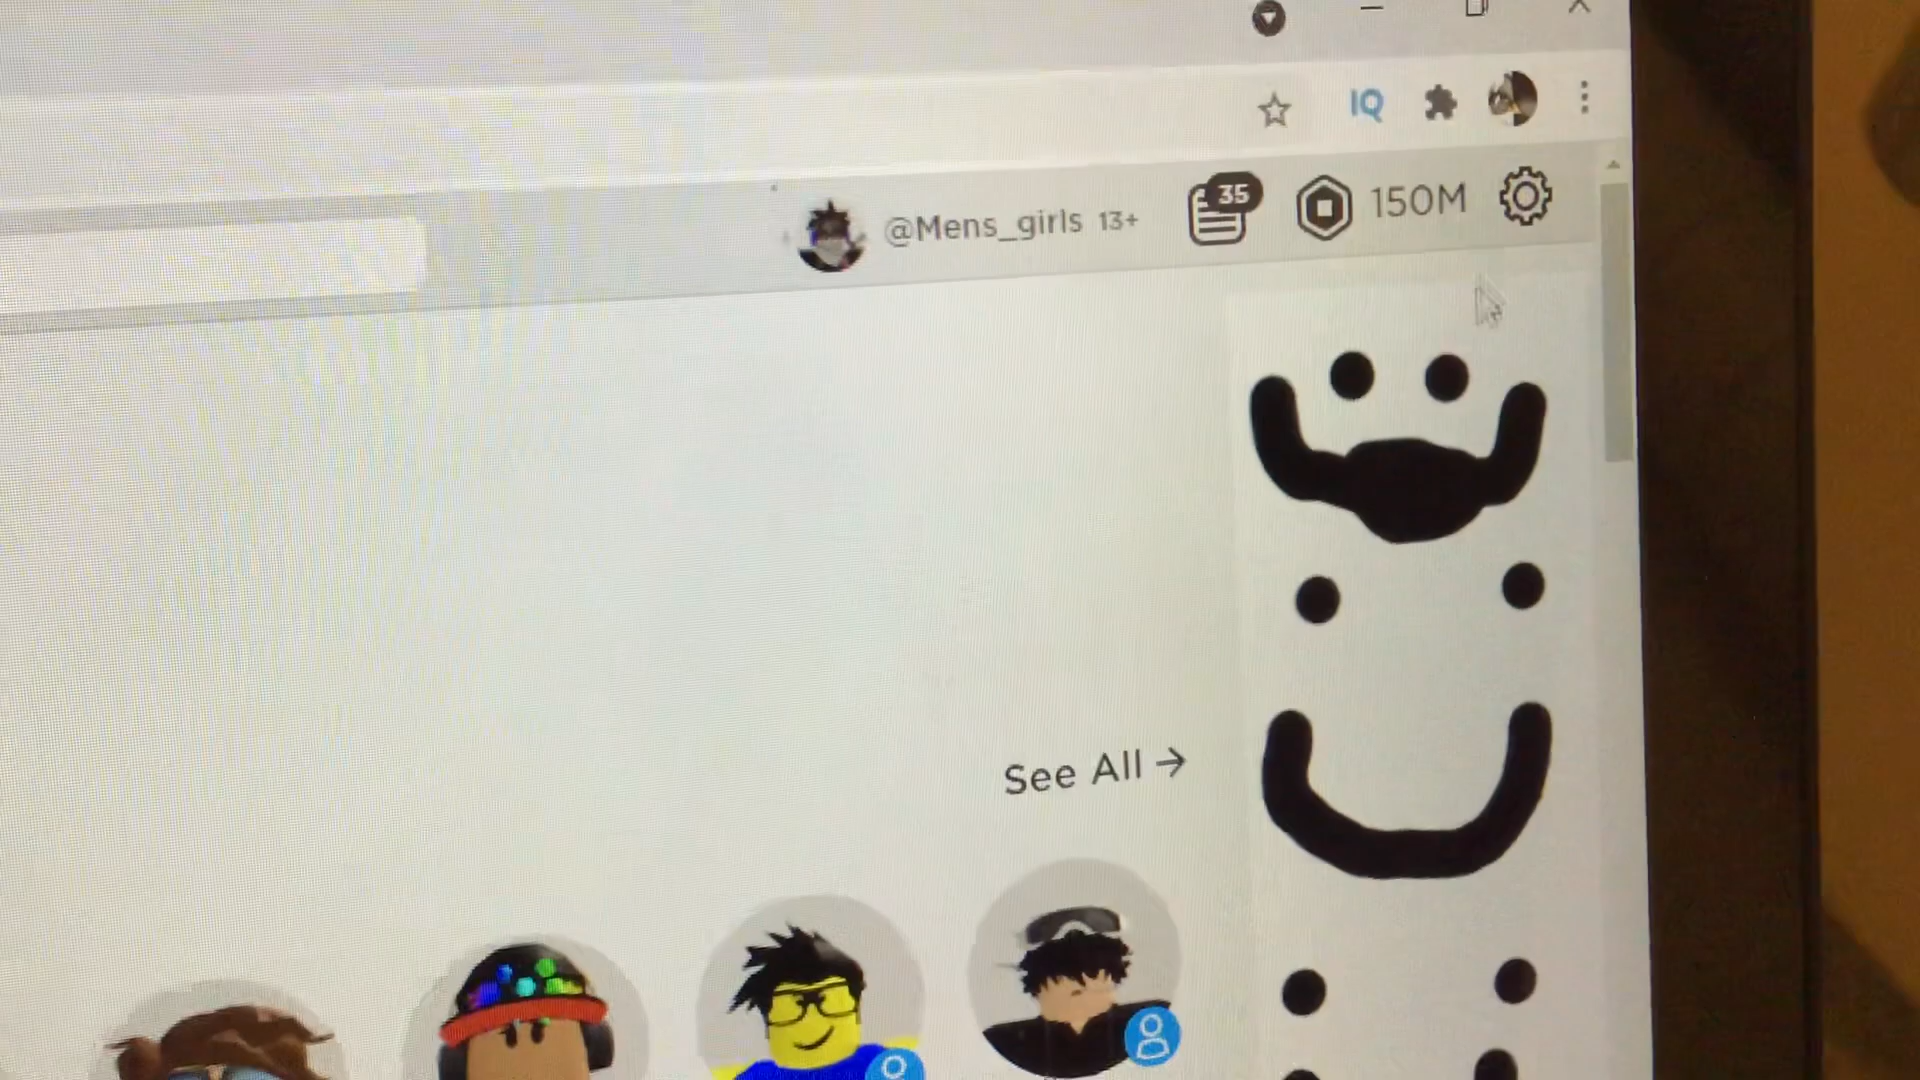 IQ
@Mens_girls 13+ 35 150M
See All →